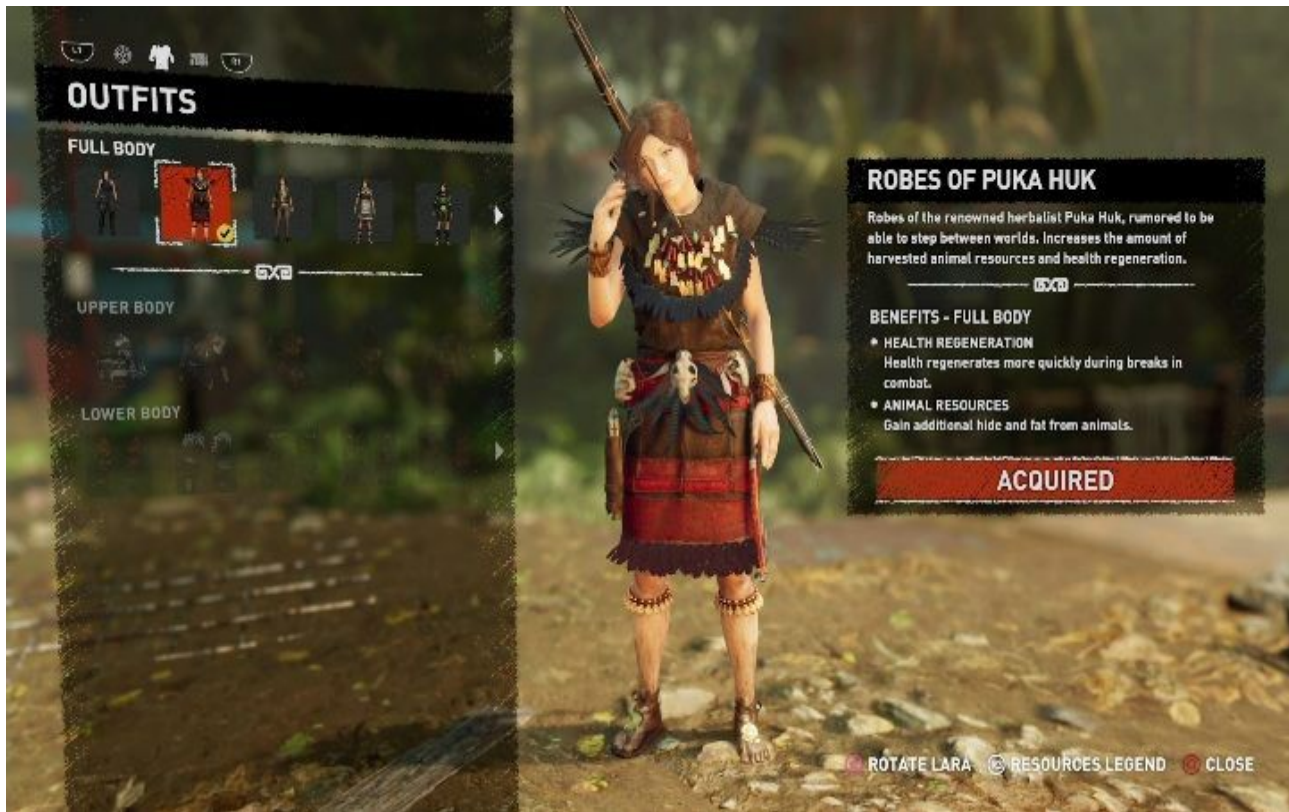 L1
R1
OUTFITS
FULL BODY
UPPER BODY
LOWER BODY
ROBES OF PUKA HUK
Robes of the renowned herbalist Puka Huk, rumored to be
able to step between worlds. Increases the amount of
harvested animal resources and health regeneration.
BENEFITS - FULL BODY
• HEALTH REGENERATION
Health regenerates more quickly during breaks in
combat.
• ANIMAL RESOURCES
Gain additional hide and fat from animals.
ACQUIRED
ROTATE LARA RESOURCES LEGEND CLOSE